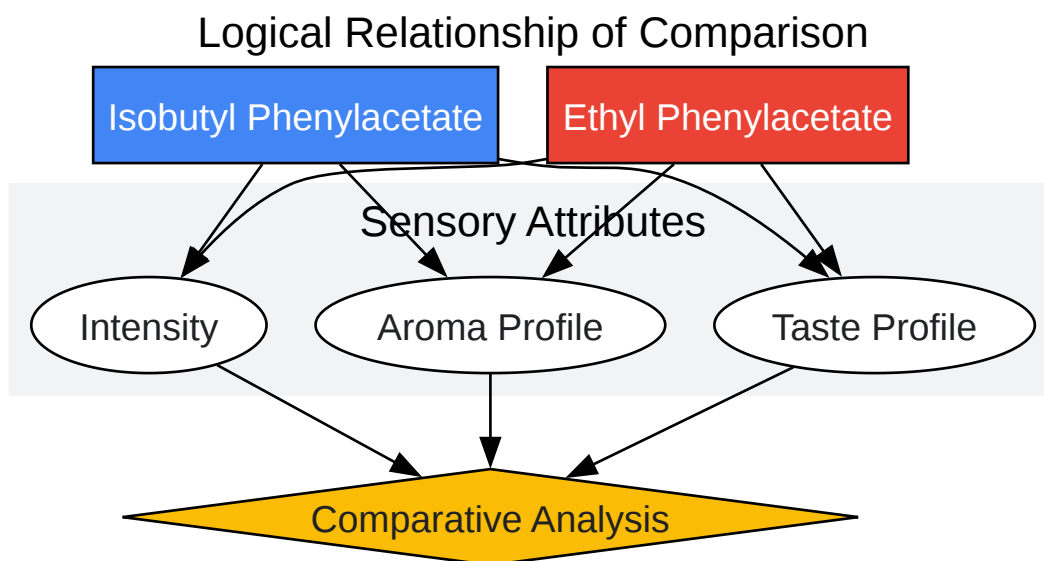 Logical Relationship of Comparison
Isobutyl Phenylacetate
Ethyl Phenylacetate
Sensory Attributes
Intensity
Aroma Profile
Taste Profile
Comparative Analysis